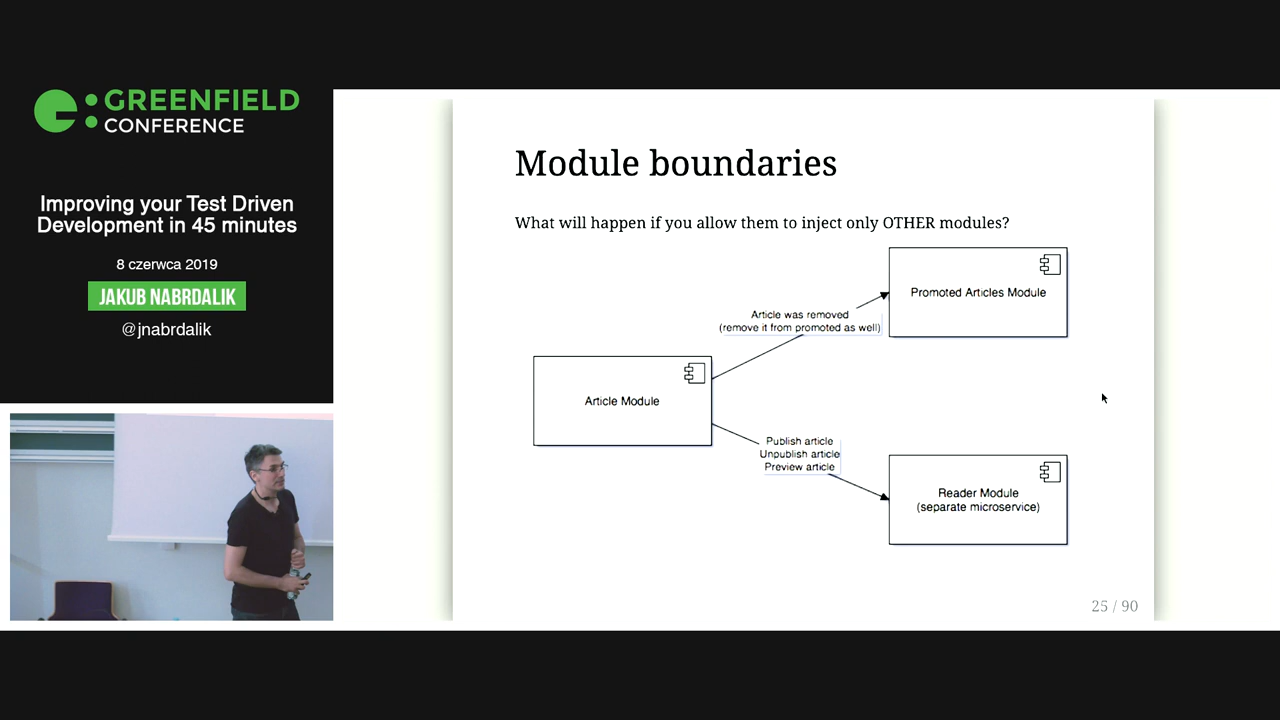 GREENFIELD
CONFERENCE
Improving your Test Driven
Development in 45 minutes
8 czerwca 2019
JAKUB NABRDALIK
@jnabrdalik
Module boundaries
What will happen if you allow them to inject only OTHER modules?
Promoted Articles Module
Article was removed
(remove it from promoted as well)
Article Module
Publish article
Unpublish article
Preview article
Reader Module
(separate microservice)
25 / 90